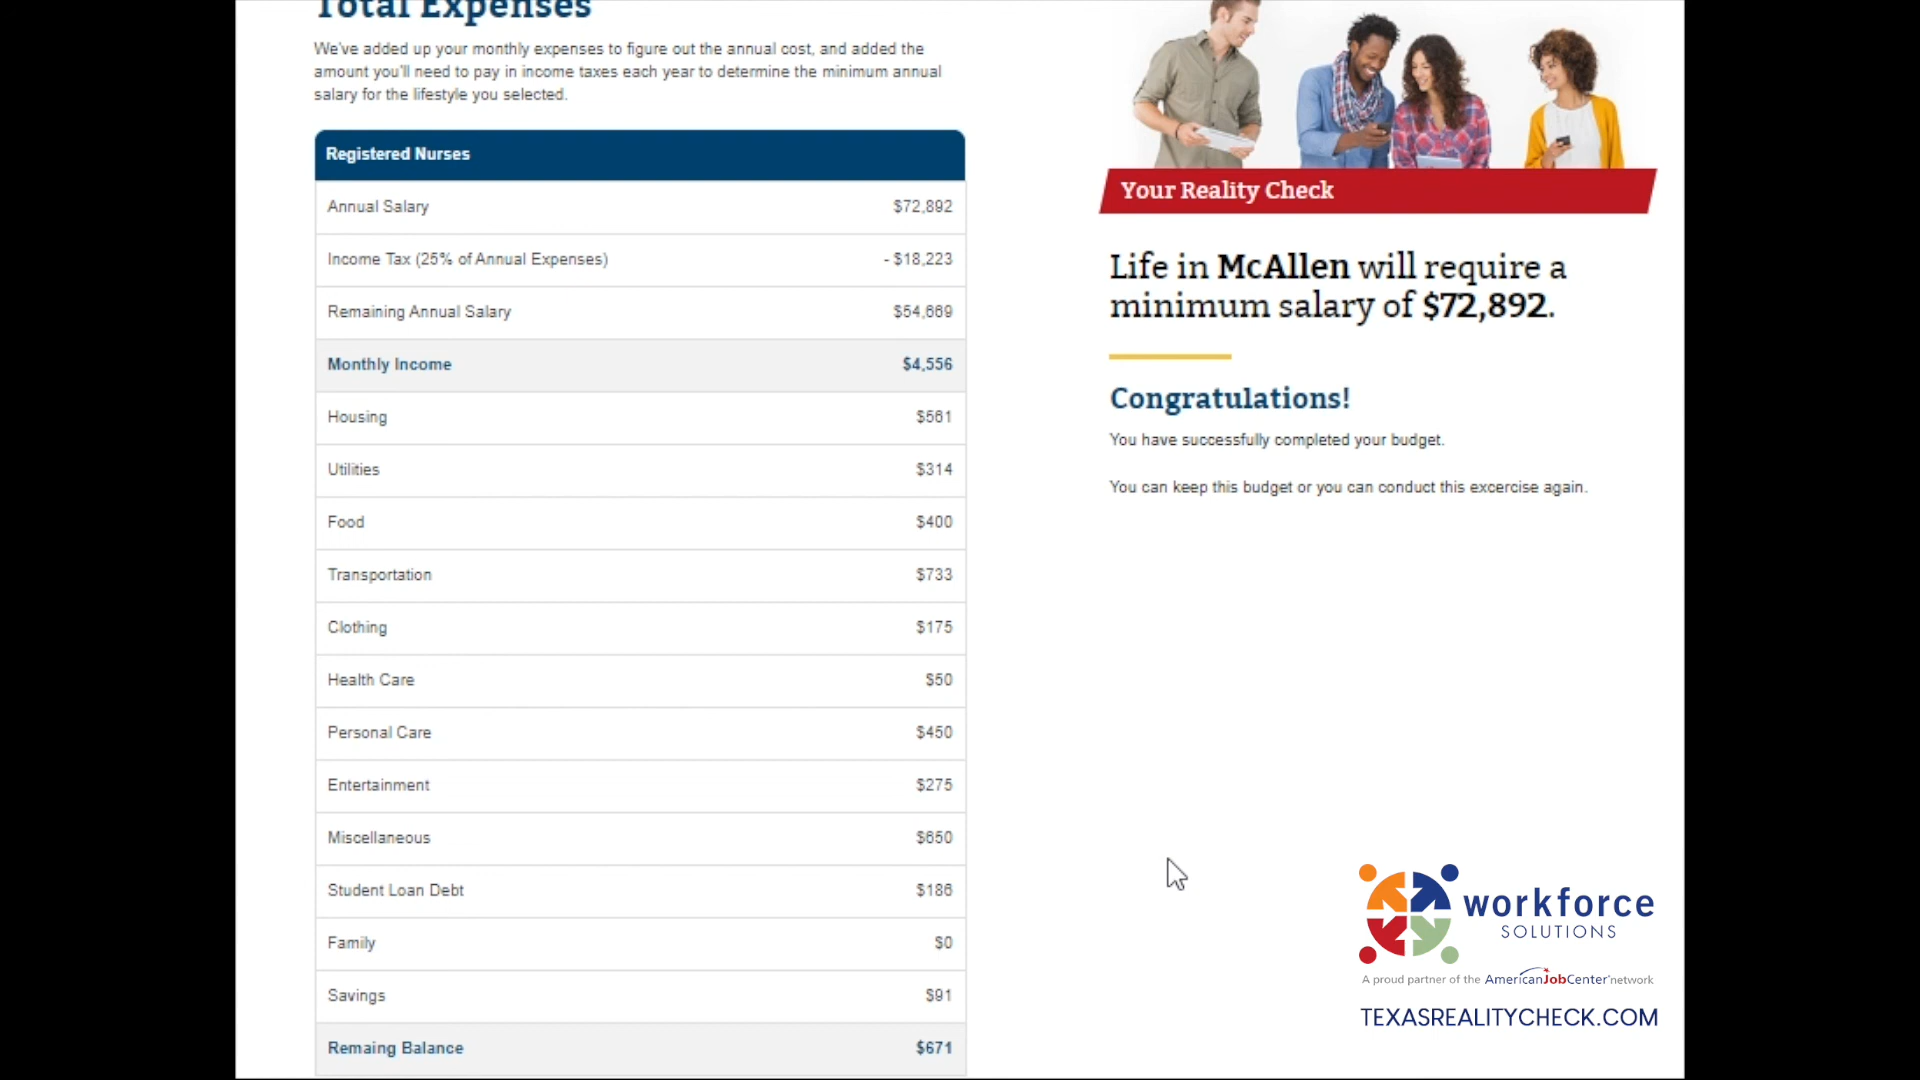 Total Expenses
We've added up your monthly expenses to figure out the annual cost, and added the
amount you'll need to pay in income taxes each year to determine the minimum annual
salary for the lifestyle you selected.
Registered Nurses
Annual Salary $72,892
Income Tax (25% of Annual Expenses) - $18,223
Remaining Annual Salary $54,669
Monthly Income $4,556
Housing $561
Utilities $314
Food $400
Transportation $733
Clothing $175
Health Care $50
Personal Care $450
Entertainment $275
Miscellaneous $650
Student Loan Debt $186
Family $0
Savings $91
Remaing Balance $671
Your Reality Check
Life in McAllen will require a
minimum salary of $72,892.
Congratulations!
You have successfully completed your budget.
You can keep this budget or you can conduct this excercise again.
workforce
SOLUTIONS
A proud partner of the AmericanJobCenter network
TEXASREALITYCHECK.COM